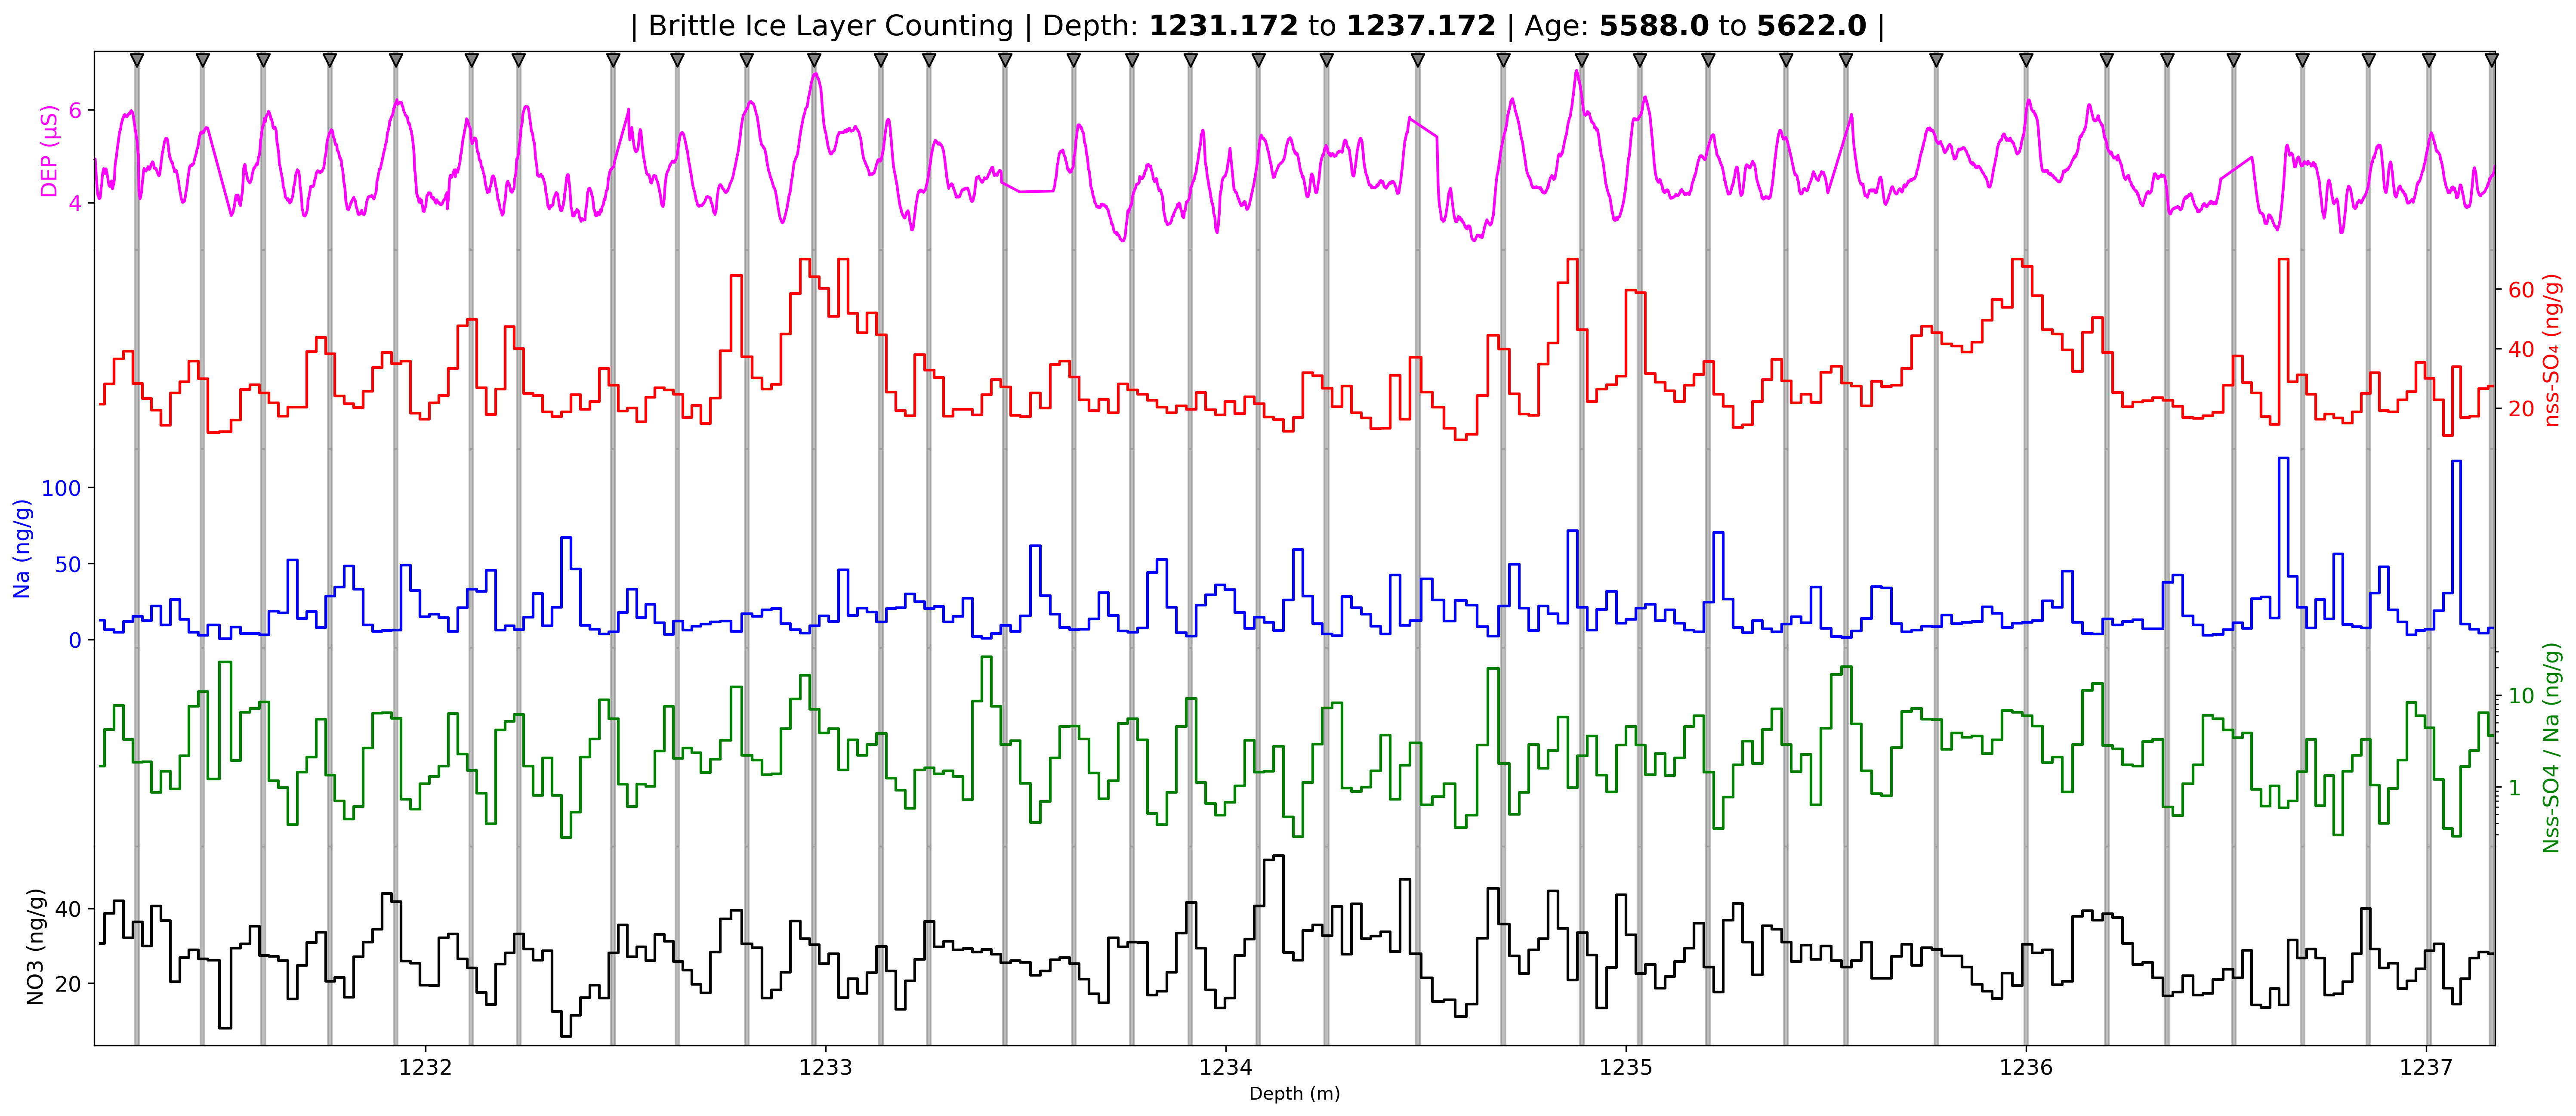 | Brittle Ice Layer Counting | Depth: 1231.172 to 1237.172 | Age: 5588.0 to 5622.0 |
DEP (µS)
6
4
nss-SO₄ (ng/g)
60
40
20
Na (ng/g)
100
50
0
Nss-SO4 / Na (ng/g)
10
1
NO3 (ng/g)
40
20
1232
1233
1234
1235
1236
1237
Depth (m)